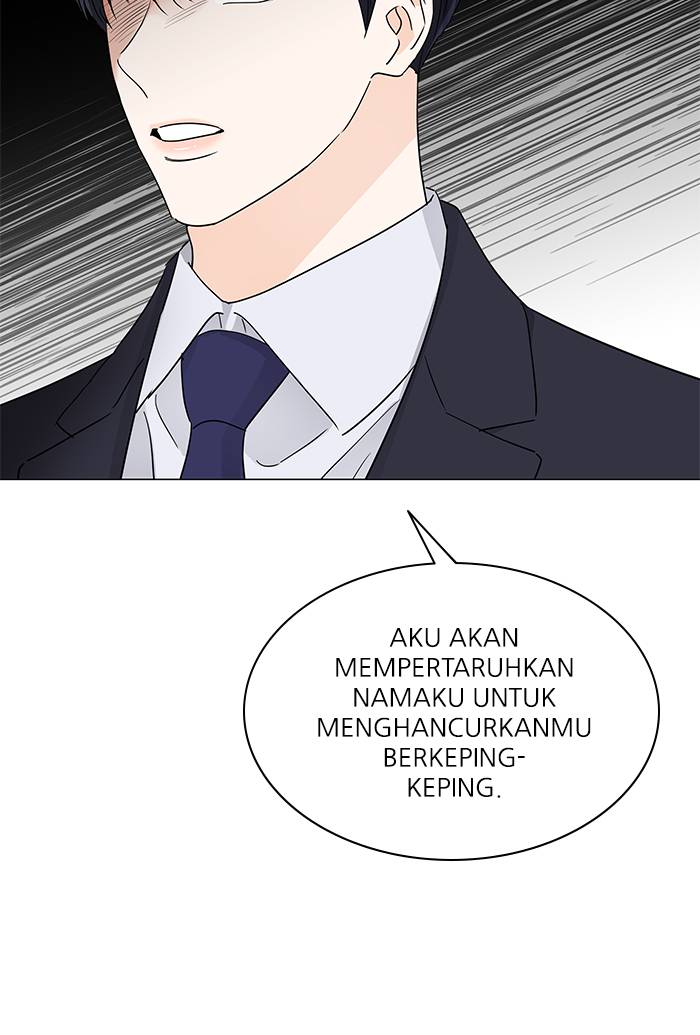 AKU AKAN
MEMPERTARUHKAN
NAMAKU UNTUK
MENGHANCURKANMU
BERKEPING-
KEPING.